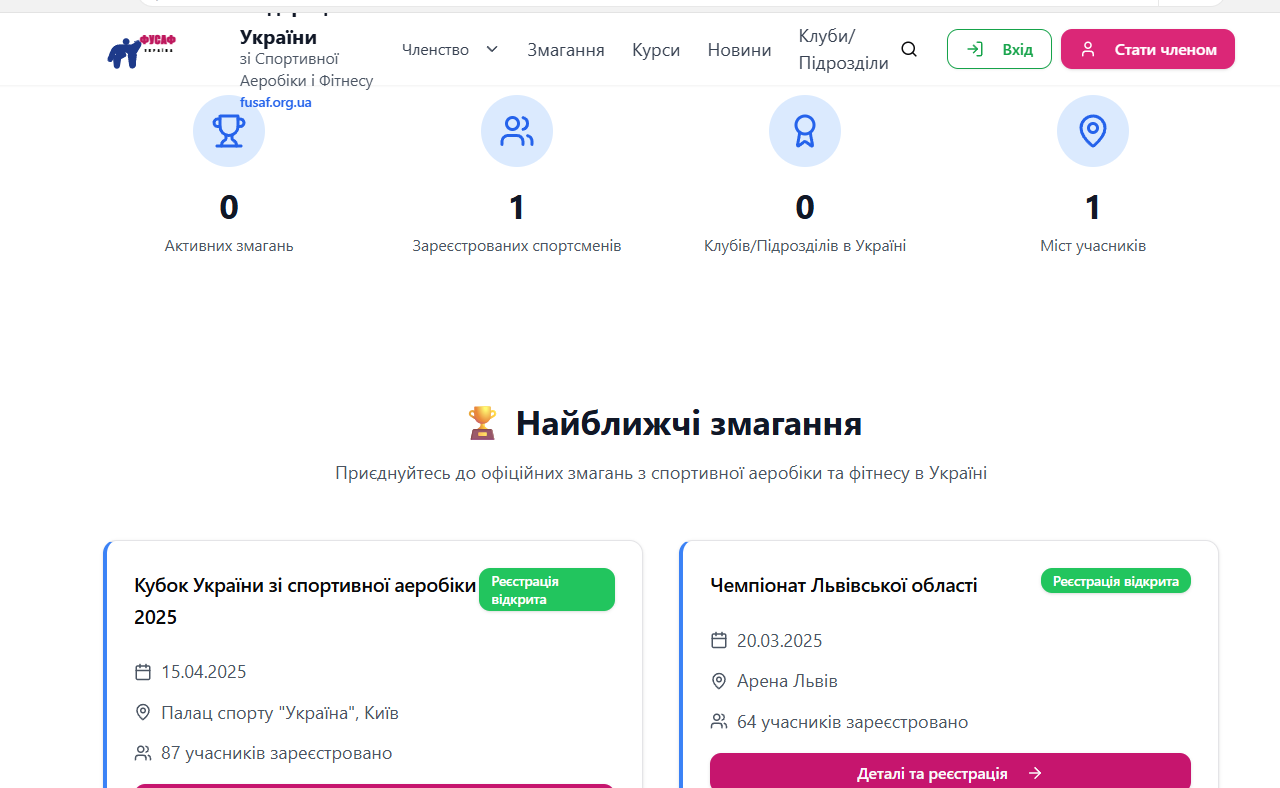 ФУСАФ
УКРАЇНА
України
зі Спортивної
Аеробіки і Фітнесу
fusaf.org.ua
Членство
Змагання
Курси
Новини
Клуби/
Підрозділи
Вхід
Стати членом
0
Активних змагань
1
Зареєстрованих спортсменів
0
Клубів/Підрозділів в Україні
1
Міст учасників
Найближчі змагання
Приєднуйтесь до офіційних змагань з спортивної аеробіки та фітнесу в Україні
Кубок України зі спортивної аеробіки
2025
Реєстрація
відкрита
15.04.2025
Палац спорту "Україна", Київ
87 учасників зареєстровано
Чемпіонат Львівської області
Реєстрація відкрита
20.03.2025
Арена Львів
64 учасників зареєстровано
Деталі та реєстрація